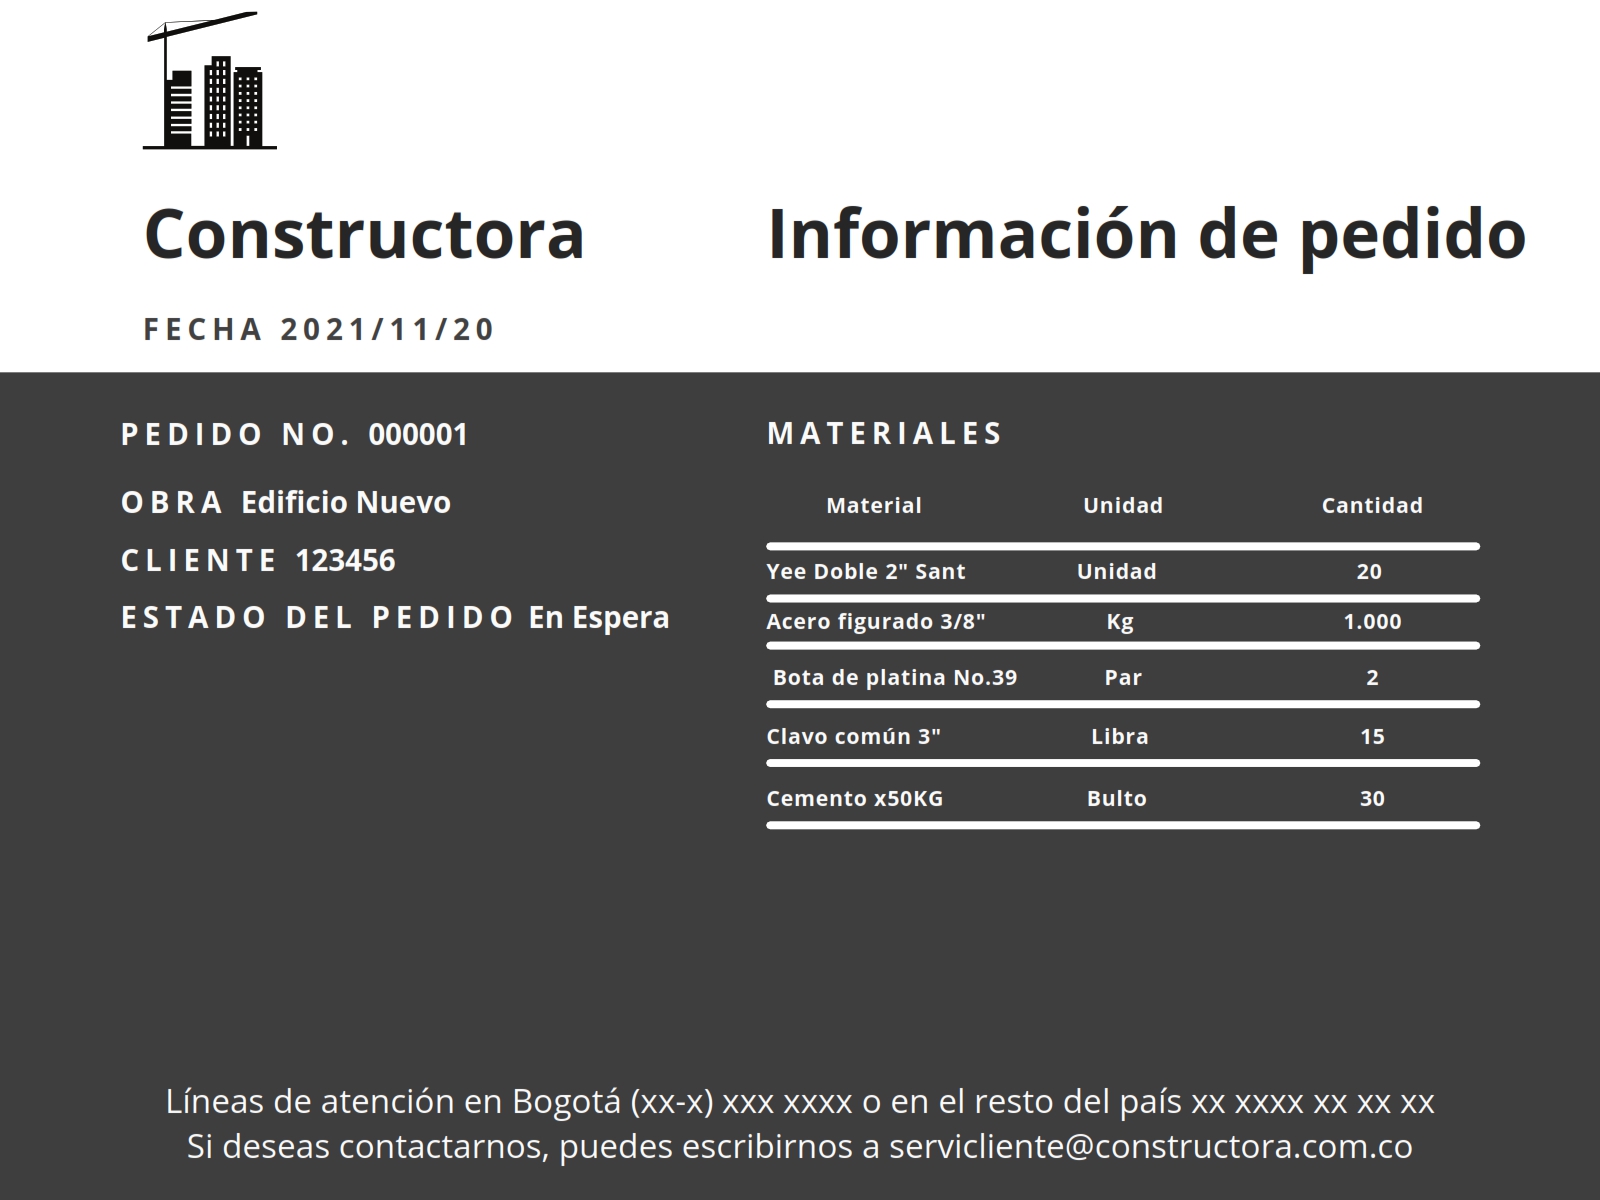 Constructora
Información de pedido
FECHA 2021/11/20
PEDIDO NO. 000001
OBRA Edificio Nuevo
CLIENTE 123456
ESTADO DEL PEDIDO En Espera
MATERIALES
Material Unidad Cantidad
Yee Doble 2" Sant Unidad 20
Acero figurado 3/8" Kg 1.000
Bota de platina No.39 Par 2
Clavo común 3" Libra 15
Cemento x50KG Bulto 30
Líneas de atención en Bogotá (xx-x) xxx xxxx o en el resto del país xx xxxx xx xx xx
Si deseas contactarnos, puedes escribirnos a servicliente@constructora.com.co